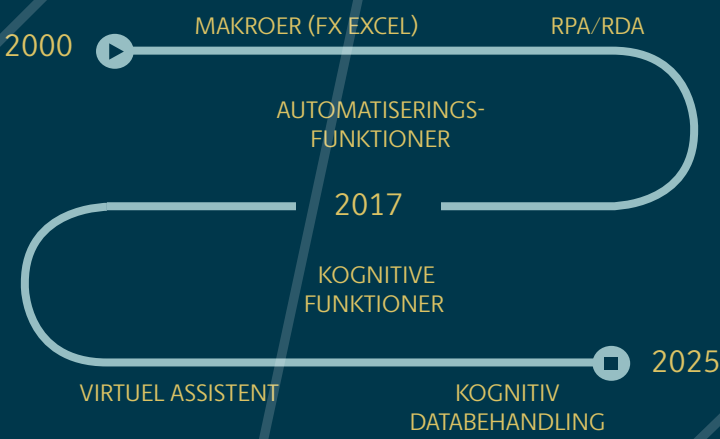 2000
MAKROER (FX EXCEL)
RPA/RDA
AUTOMATISERINGS-
FUNKTIONER
2017
KOGNITIVE
FUNKTIONER
2025
VIRTUEL ASSISTENT
KOGNITIV
DATABEHANDLING